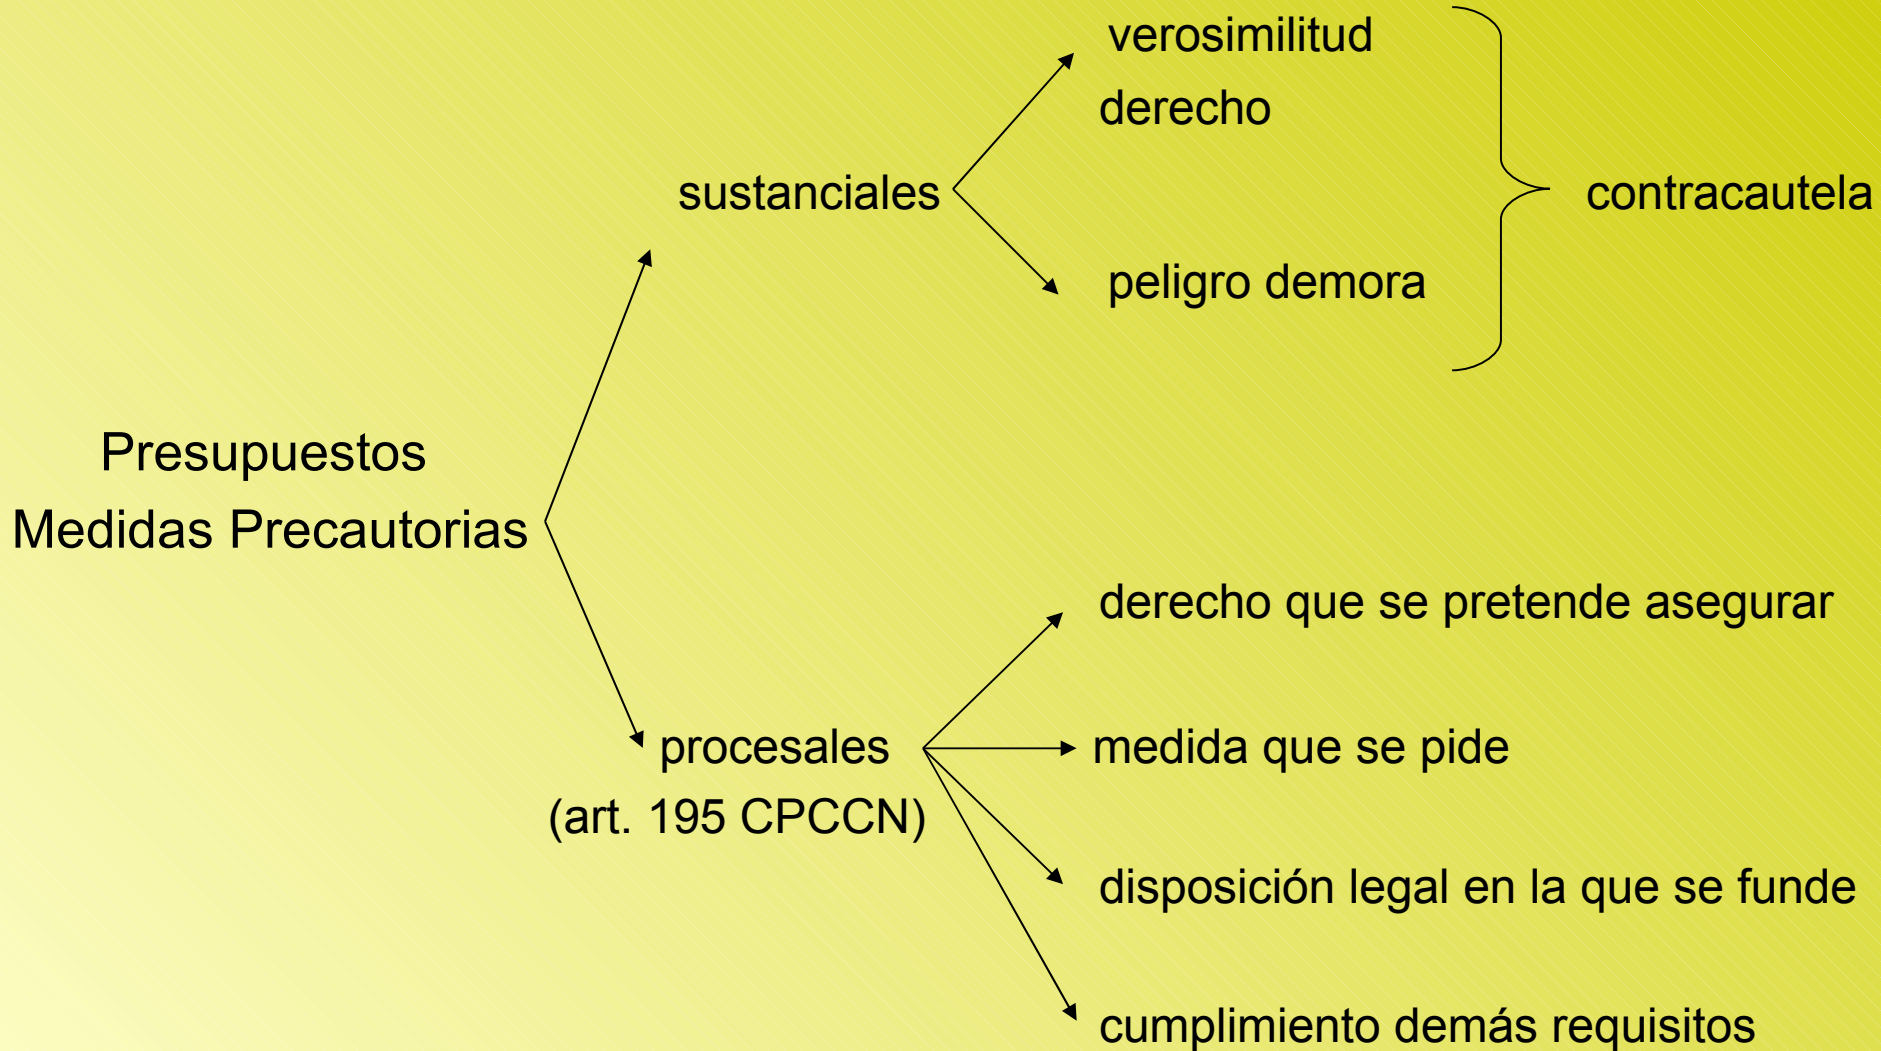 verosimilitud
derecho
sustanciales
contracautela
peligro demora
Presupuestos
Medidas Precautorias
derecho que se pretende asegurar
procesales
medida que se pide
(art. 195 CPCCN)
disposición legal en la que se funde
cumplimiento demás requisitos